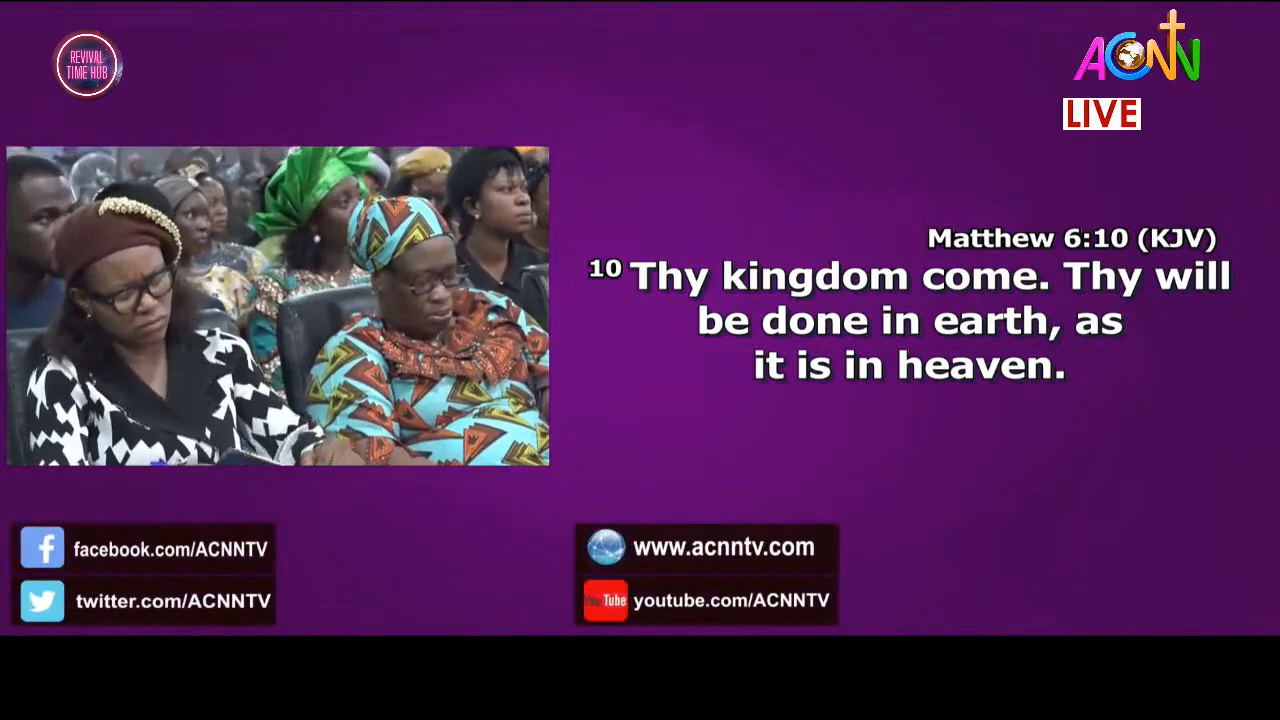 REVIVAL
TIME HUB
ACNN
LIVE
Matthew 6:10 (KJV)
10 Thy kingdom come. Thy will
be done in earth, as
it is in heaven.
facebook.com/ACNNTV
twitter.com/ACNNTV
www.acnntv.com
YouTube
youtube.com/ACNNTV